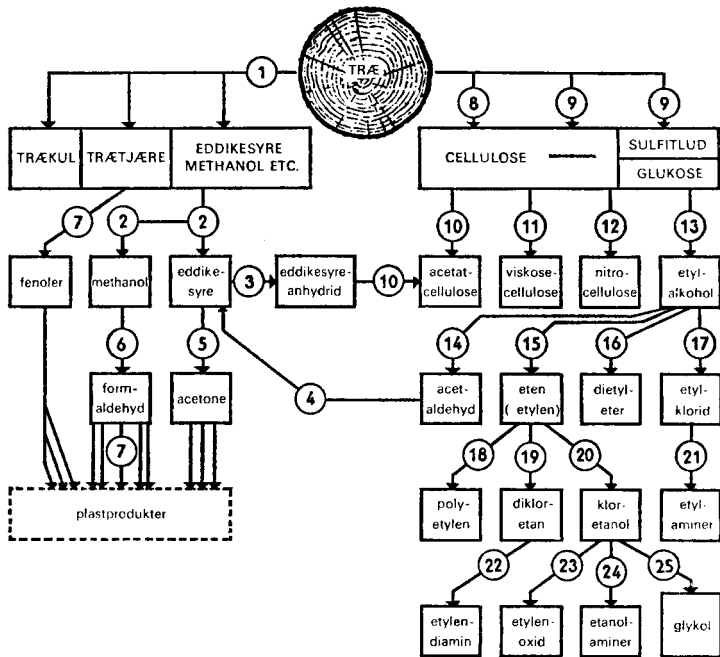 TRÆ
1
8
9
9
TRÆKUL
TRÆTJÆRE
EDDIKESYRE
METHANOL ETC.
CELLULOSE
SULFITLUD
GLUKOSE
7
2
2
10
11
12
13
fenoler
methanol
eddik-
syre
3
eddikesyre-
anhydrid
10
acetat-
cellulose
viskose-
cellulose
nitro-
cellulose
etyl-
alkohol
6
5
4
14
15
16
17
form-
aldehyd
acetone
acet-
aldehyd
eten
(etylen)
dietyl-
eter
etyl-
klorid
7
18
19
20
21
plastprodukter
poly-
etylen
diklor-
etan
klor-
etanol
etyl-
aminer
22
23
24
25
etylen-
diamin
etylen-
oxid
etanol-
aminer
glykol